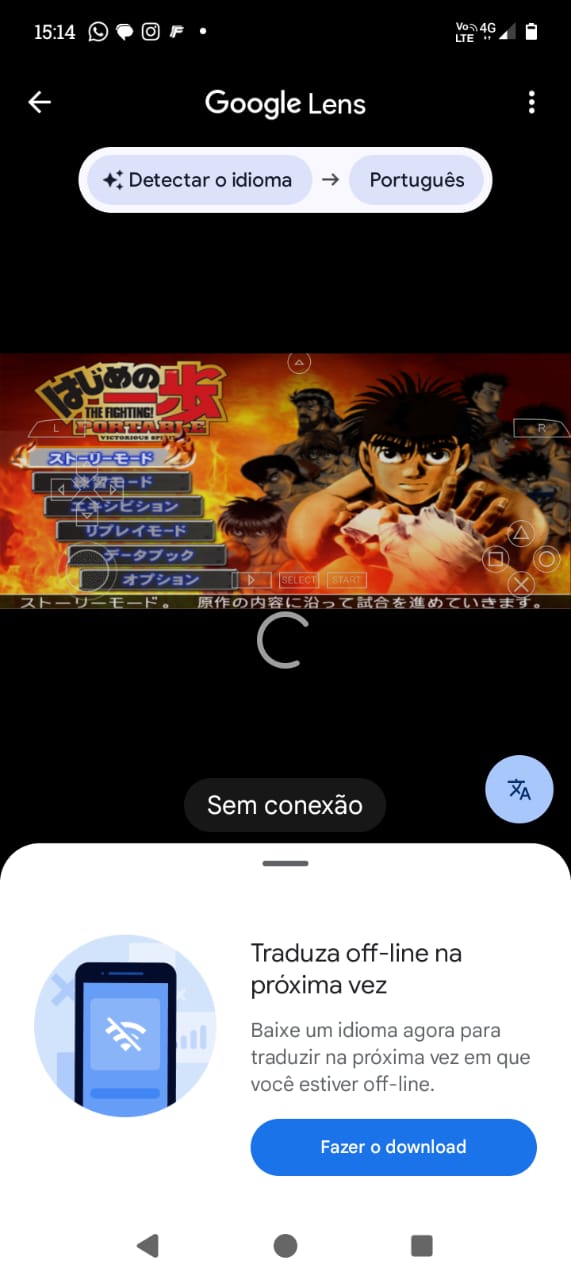 15:14
Vo LTE 4G
Google Lens
Detectar o idioma → Português
はじめの一歩
THE FIGHTING!
PORTABLE
VICTORIOUS SPIRITS
L
R
ストーリーモード
練習モード
エキシビション
リプレイモード
データブック
オプション
SELECT START
ストーリーモード。 原作の内容に沿って試合を進めていきます。
Sem conexão
Traduza off-line na
próxima vez
Baixe um idioma agora para
traduzir na próxima vez em que
você estiver off-line.
Fazer o download